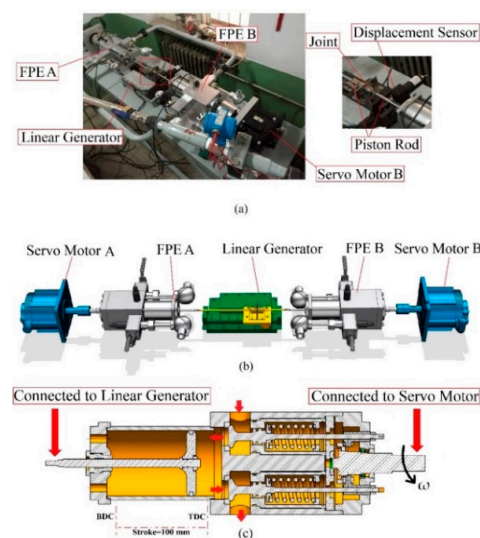 FPE A
FPE B
Joint
Displacement Sensor
Linear Generator
Piston Rod
Servo Motor B
(a)
Servo Motor A
FPE A
Linear Generator
FPE B
Servo Motor B
(b)
Connected to Linear Generator
Connected to Servo Motor
ω
BDC
TDC
Stroke=100 mm
(c)